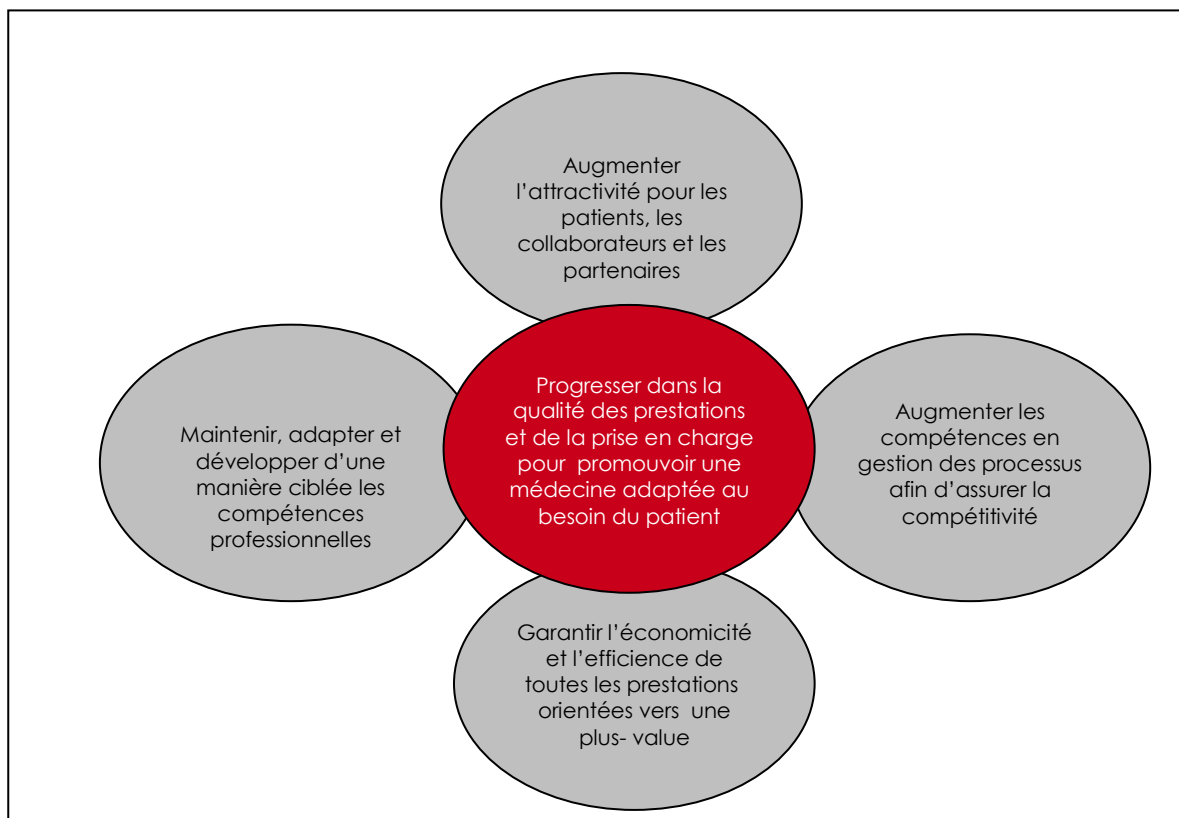 Augmenter
l’attractivité pour les
patients, les
collaborateurs et les
partenaires
Maintenir, adapter et
développer d’une
manière ciblée les
compétences
professionnelles
Progresser dans la
qualité des prestations
et de la prise en charge
pour  promouvoir une
médecine adaptée au
besoin du patient
Augmenter les
compétences en
gestion des processus
afin d’assurer la
compétitivité
Garantir l’économicité
et l’efficience de
toutes les prestations
orientées vers  une
plus- value